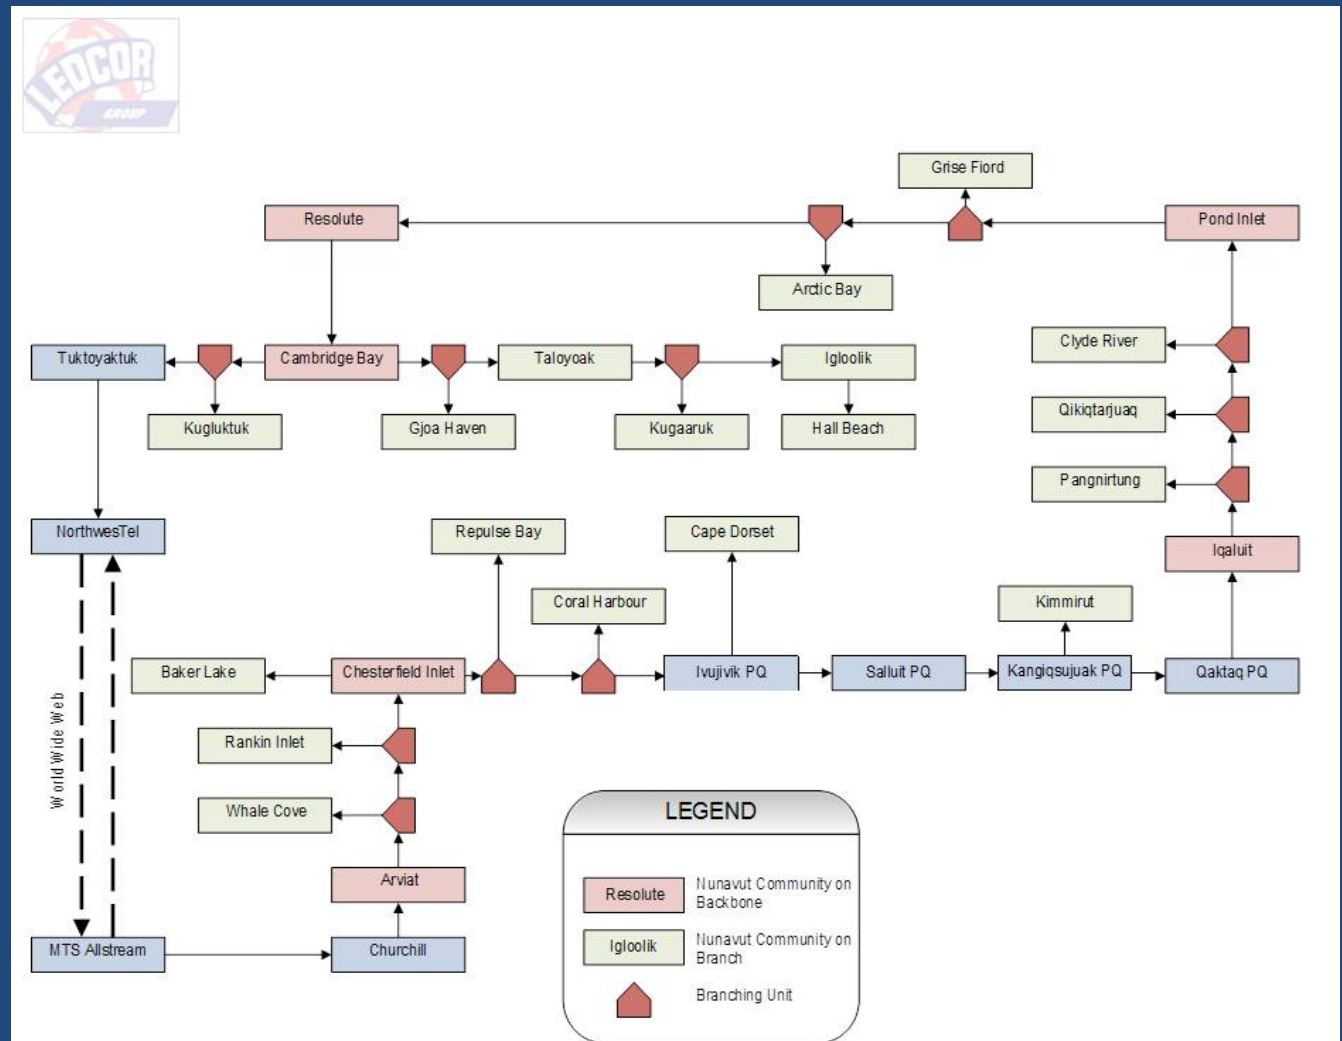 LEDCOR
GROUP
Grise Fiord
Resolute
Pond Inlet
Arctic Bay
Clyde River
Tuktoyaktuk
Cambridge Bay
Taloyoak
Igloolik
Qikiqtarjuaq
Kugluktuk
Gjoa Haven
Kugaaruk
Hall Beach
Pangnirtung
NorthwesTel
Repulse Bay
Cape Dorset
Iqaluit
Coral Harbour
Kimmirut
Baker Lake
Chesterfield Inlet
Ivujivik PQ
Salluit PQ
Kangiqsujuak PQ
Qaktaq PQ
World Wide Web
Rankin Inlet
Whale Cove
Arviat
MTS Allstream
Churchill
LEGEND
Resolute
Nunavut Community on
Backbone
Igloolik
Nunavut Community on
Branch
Branching Unit